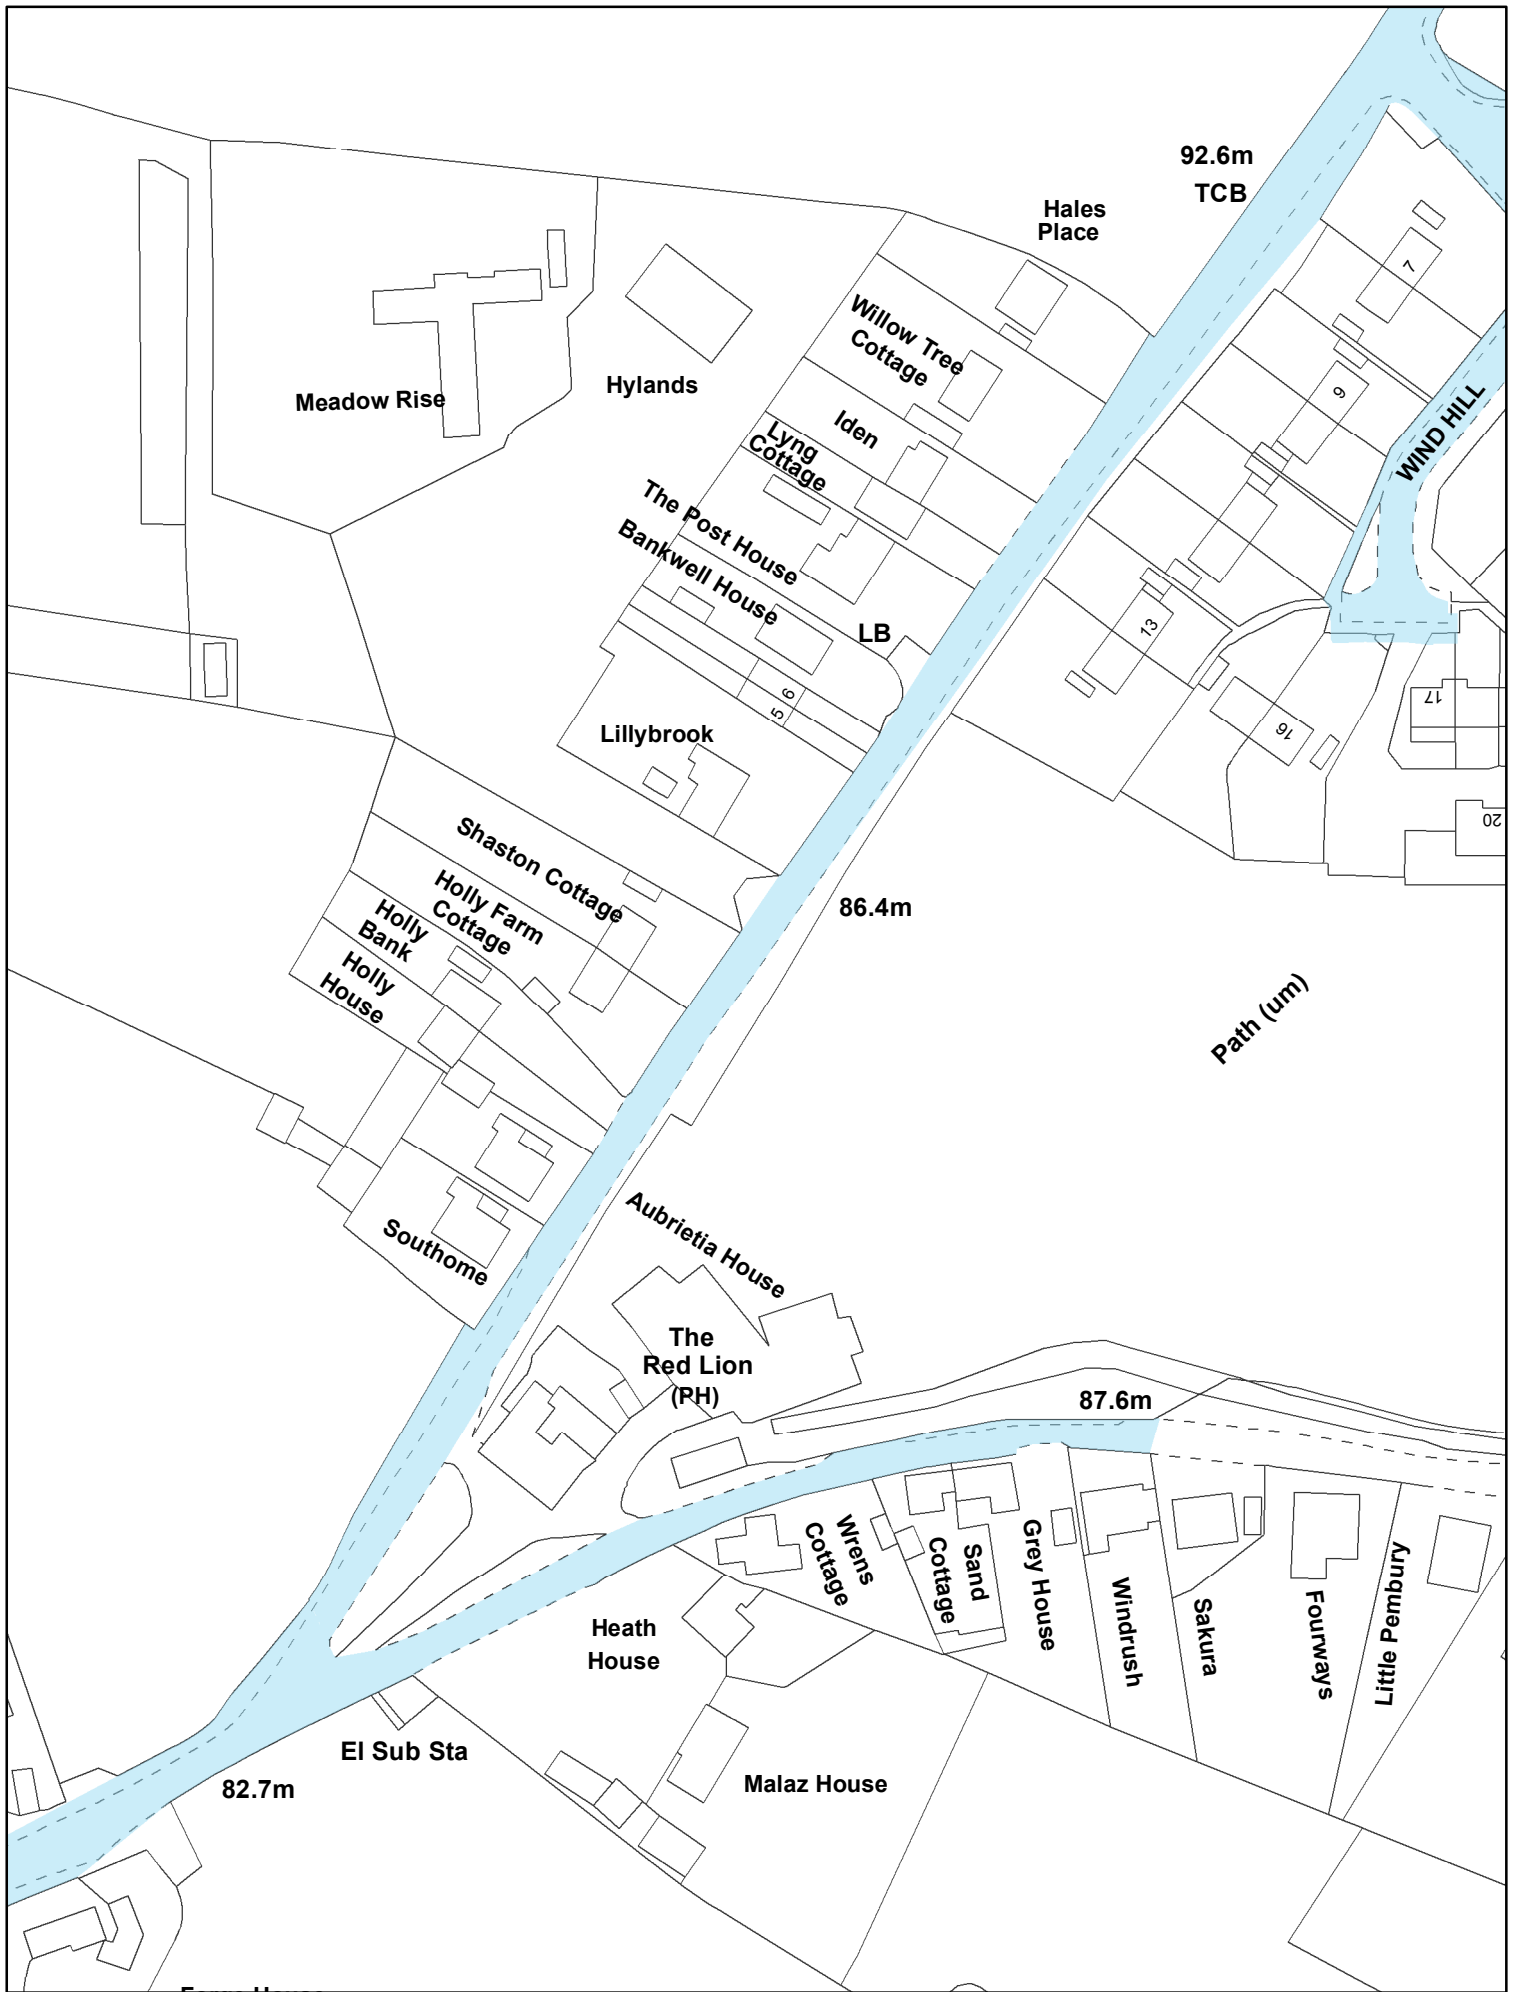 92.6m
TCB
Hales
Place
7
Willow Tree
Cottage
Hylands
Meadow Rise
9
WIND HILL
Iden
Lyng
Cottage
The Post House
Bankwell House
LB
13
6
5
17
16
Lillybrook
20
Shaston Cottage
Holly Farm
Cottage
86.4m
Holly
Bank
Holly
House
Path (um)
Aubrietia House
Southome
The
Red Lion
(PH)
87.6m
Wrens
Cottage
Sand
Cottage
Grey House
Windrush
Sakura
Fourways
Little Pembury
Heath
House
El Sub Sta
Malaz House
82.7m